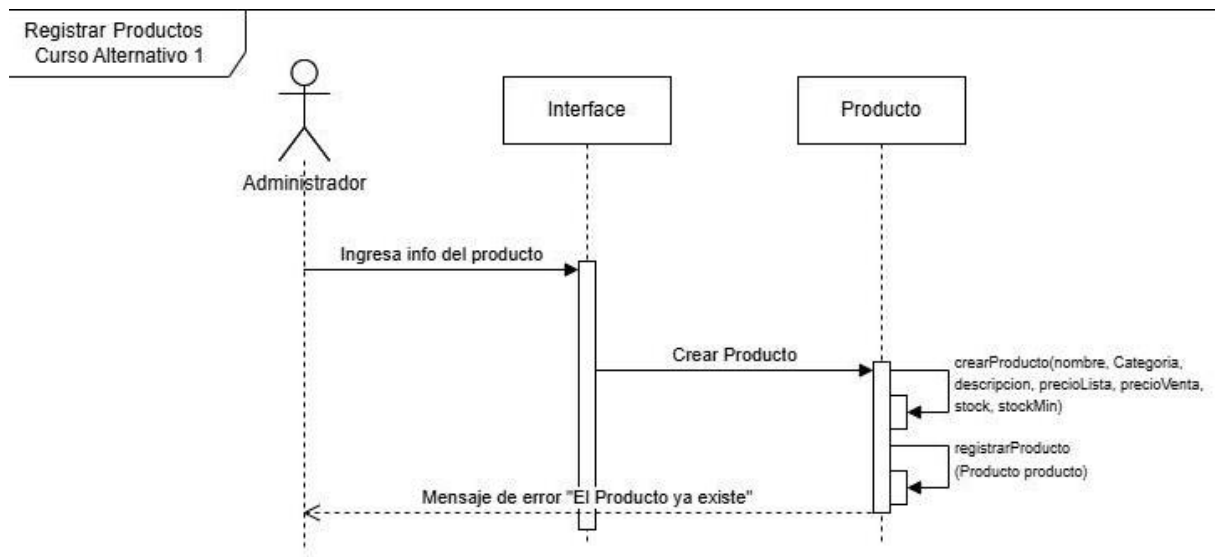 Registrar Productos
Curso Alternativo 1
Interface
Producto
Administrador
Ingresa info del producto
Crear Producto
crearProducto(nombre, Categoria,
descripcion, precioLista, precioVenta,
stock, stockMin)
registrarProducto
(Producto producto)
Mensaje de error "El Producto ya existe"